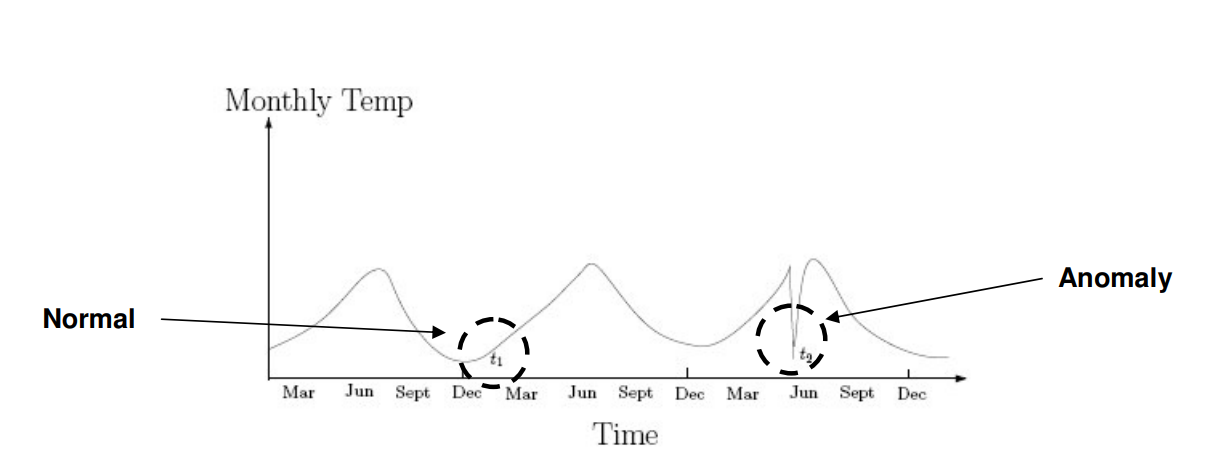 Monthly Temp
Anomaly
Normal
t1
t2
Mar Jun Sept Dec Mar Jun Sept Dec Mar Jun Sept Dec
Time